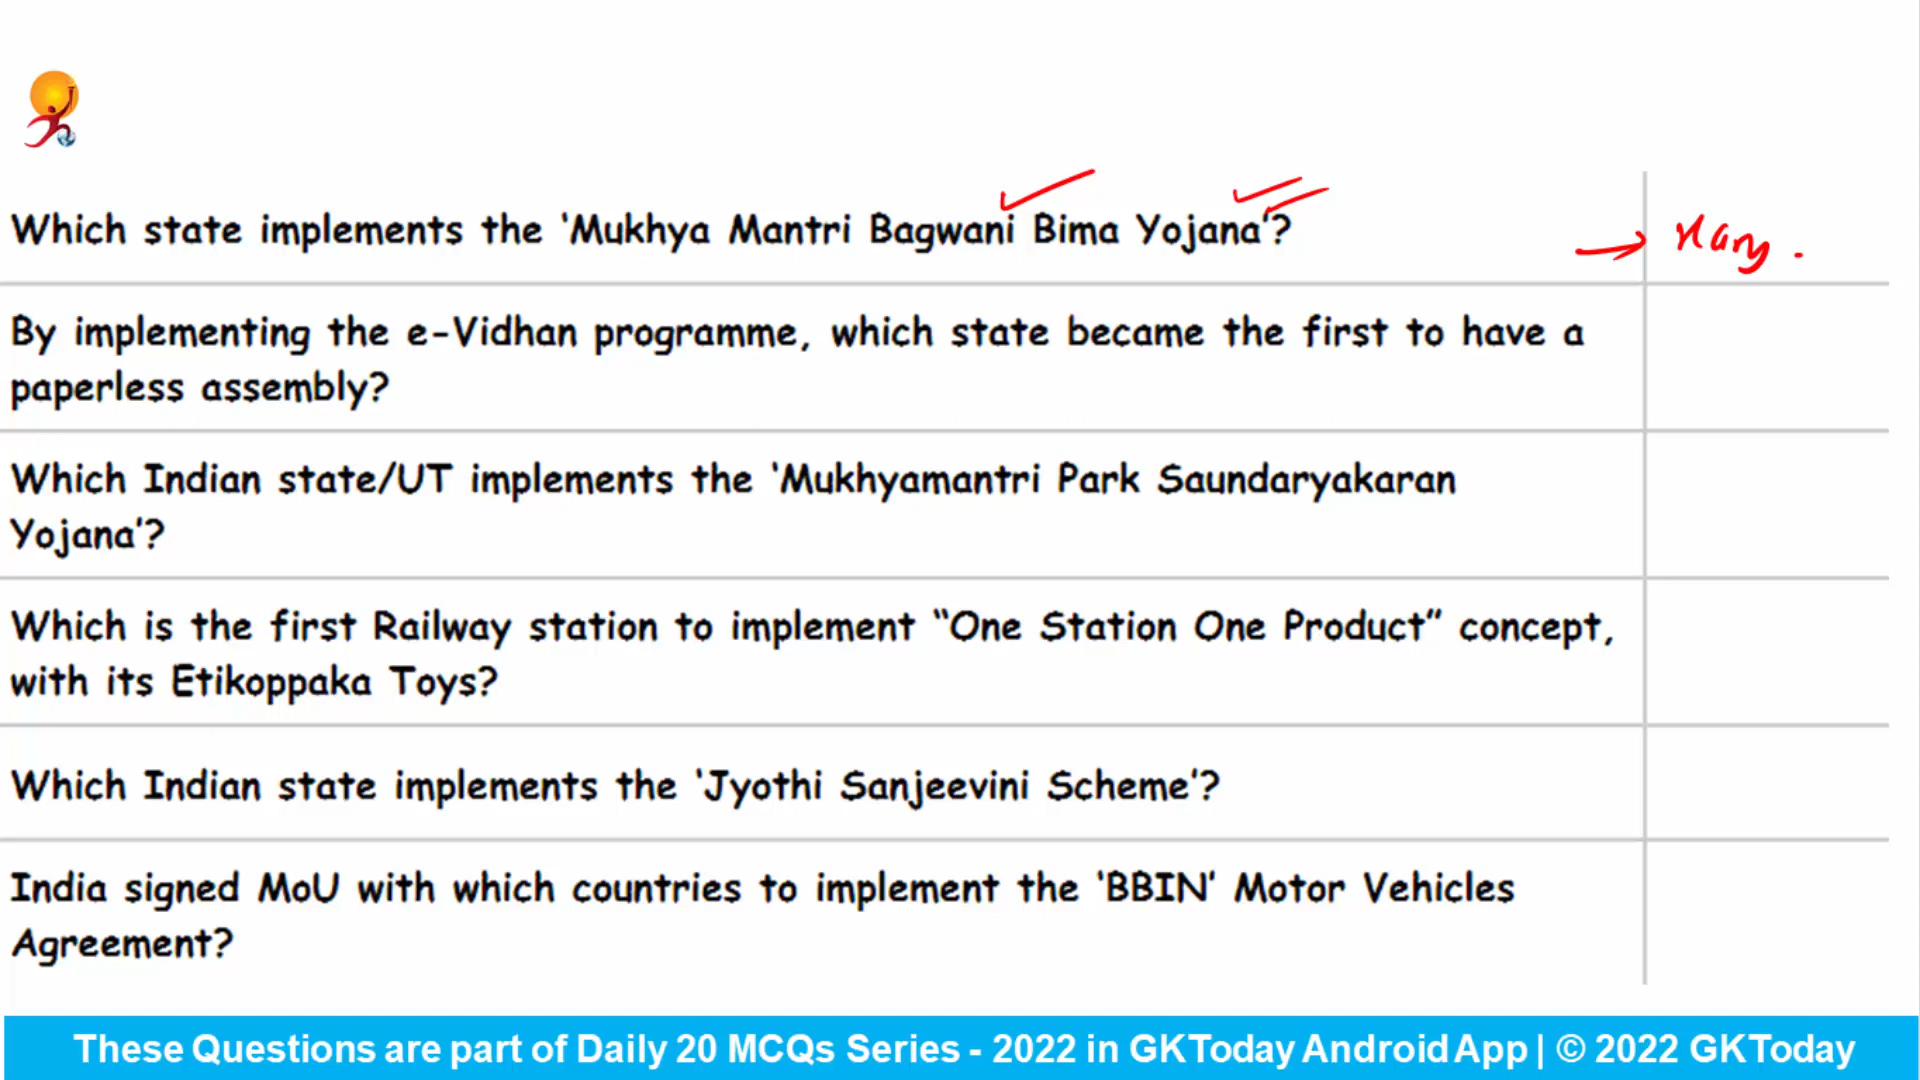 Which state implements the 'Mukhya Mantri Bagwani Bima Yojana'?
Hary.
By implementing the e-Vidhan programme, which state became the first to have a
paperless assembly?
Which Indian state/UT implements the 'Mukhyamantri Park Saundaryakaran
Yojana'?
Which is the first Railway station to implement "One Station One Product" concept,
with its Etikoppaka Toys?
Which Indian state implements the 'Jyothi Sanjeevini Scheme'?
India signed MoU with which countries to implement the 'BBIN' Motor Vehicles
Agreement?
These Questions are part of Daily 20 MCQs Series - 2022 in GKToday Android App | © 2022 GKToday